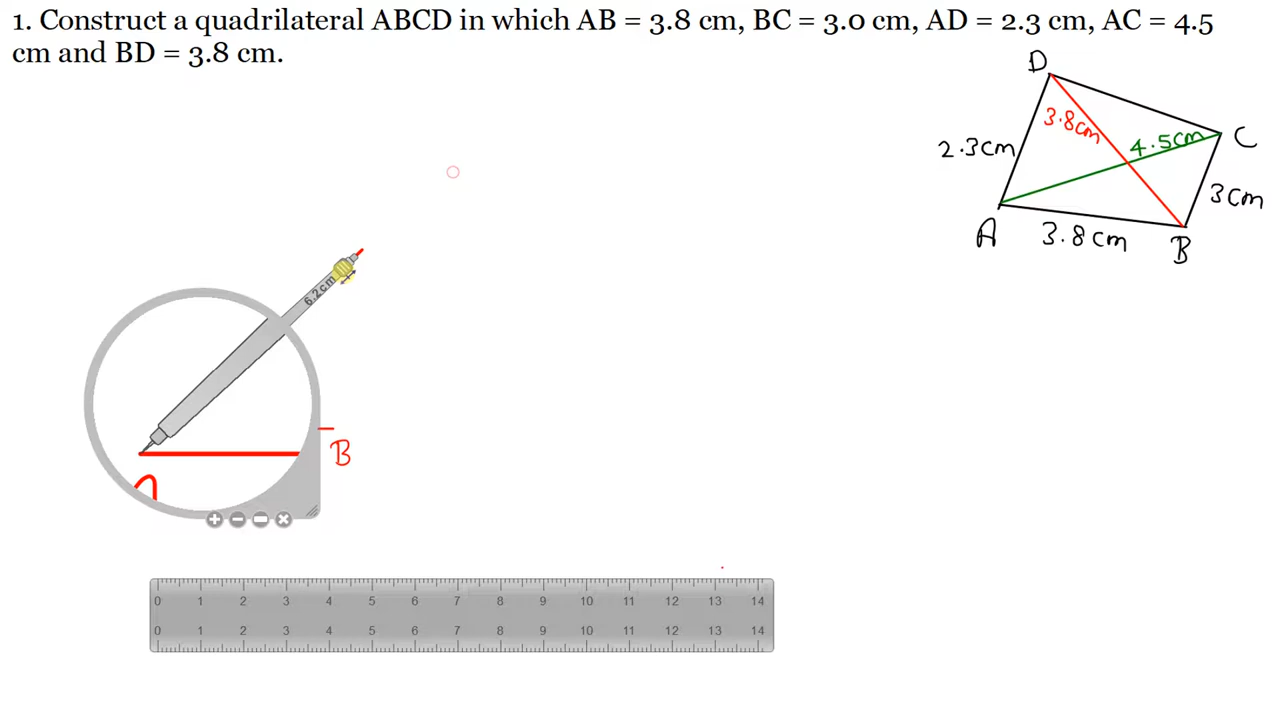 1. Construct a quadrilateral ABCD in which AB = 3.8 cm, BC = 3.0 cm, AD = 2.3 cm, AC = 4.5
cm and BD = 3.8 cm.
D
3.8cm
4.5cm
C
2.3cm
3cm
A
3.8cm
B
6.2cm
B
0 1 2 3 4 5 6 7 8 9 10 11 12 13 14
0 1 2 3 4 5 6 7 8 9 10 11 12 13 14